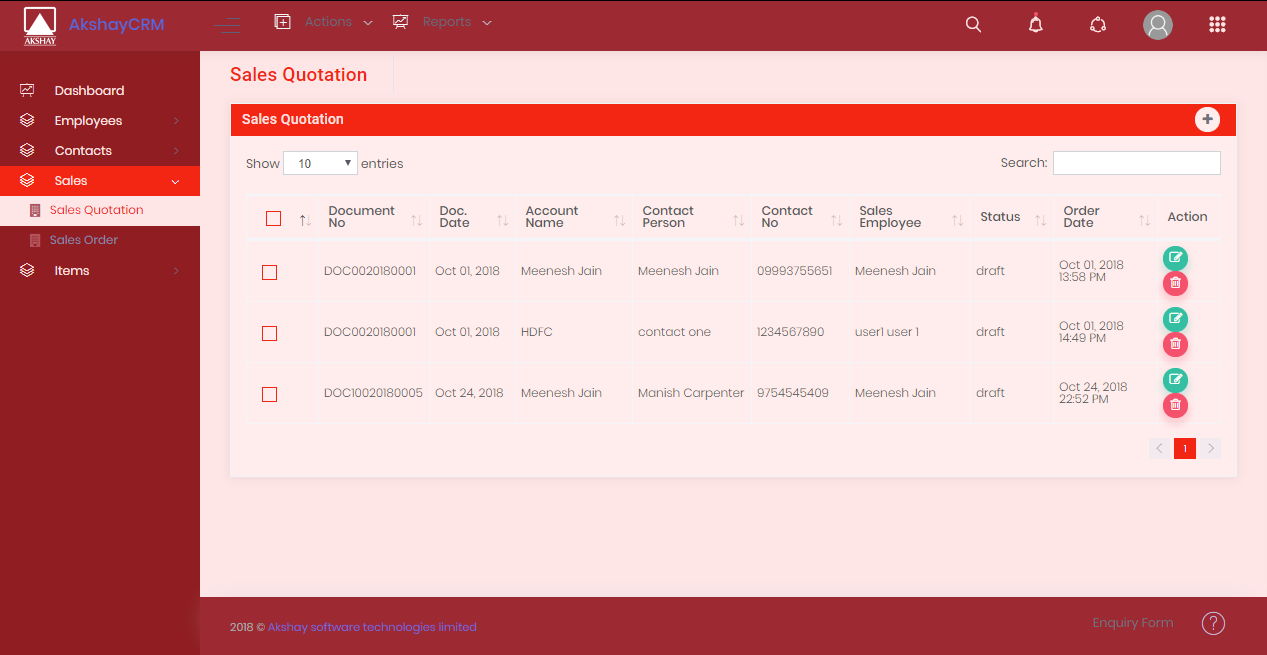 AKSHAY
AkshayCRM
Actions
Reports
Dashboard
Employees
Contacts
Sales
Sales Quotation
Sales Order
Items
Sales Quotation
Sales Quotation
Show 10 entries
Search:
Document No
Doc. Date
Account Name
Contact Person
Contact No
Sales Employee
Status
Order Date
Action
DOC0020180001 Oct 01, 2018 Meenesh Jain Meenesh Jain 09993755651 Meenesh Jain draft Oct 01, 2018 13:58 PM
DOC0020180001 Oct 01, 2018 HDFC contact one 1234567890 user1 user 1 draft Oct 01, 2018 14:49 PM
DOC10020180005 Oct 24, 2018 Meenesh Jain Manish Carpenter 9754545409 Meenesh Jain draft Oct 24, 2018 22:52 PM
1
2018 © Akshay software technologies limited
Enquiry Form
?